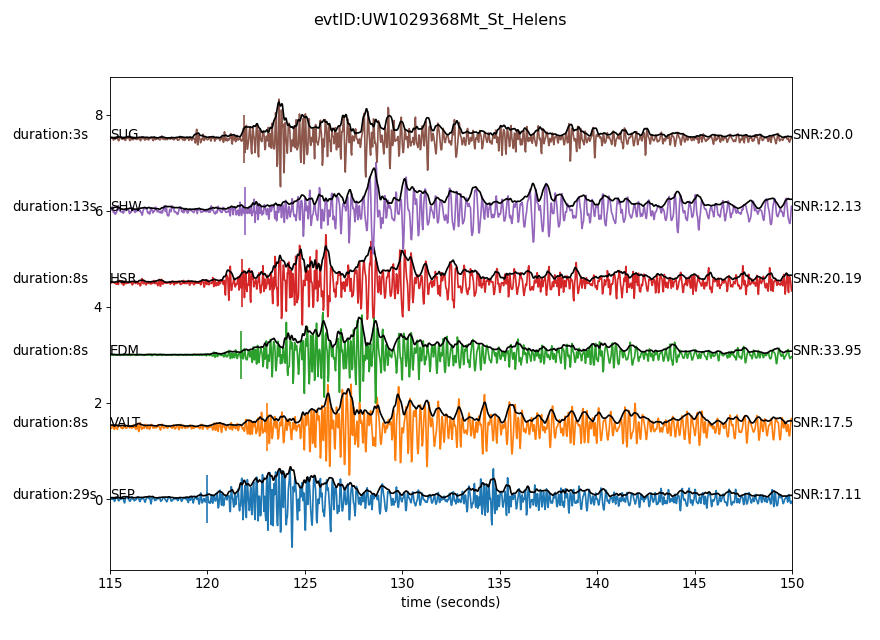 evtID:UW1029368Mt_St_Helens
8
duration:3s SUG SNR:20.0
duration:13s SHW SNR:12.13
6
duration:8s HSR SNR:20.19
4
duration:8s EDM SNR:33.95
2
duration:8s VALT SNR:17.5
duration:29s SEP SNR:17.11
0
115 120 125 130 135 140 145 150
time (seconds)